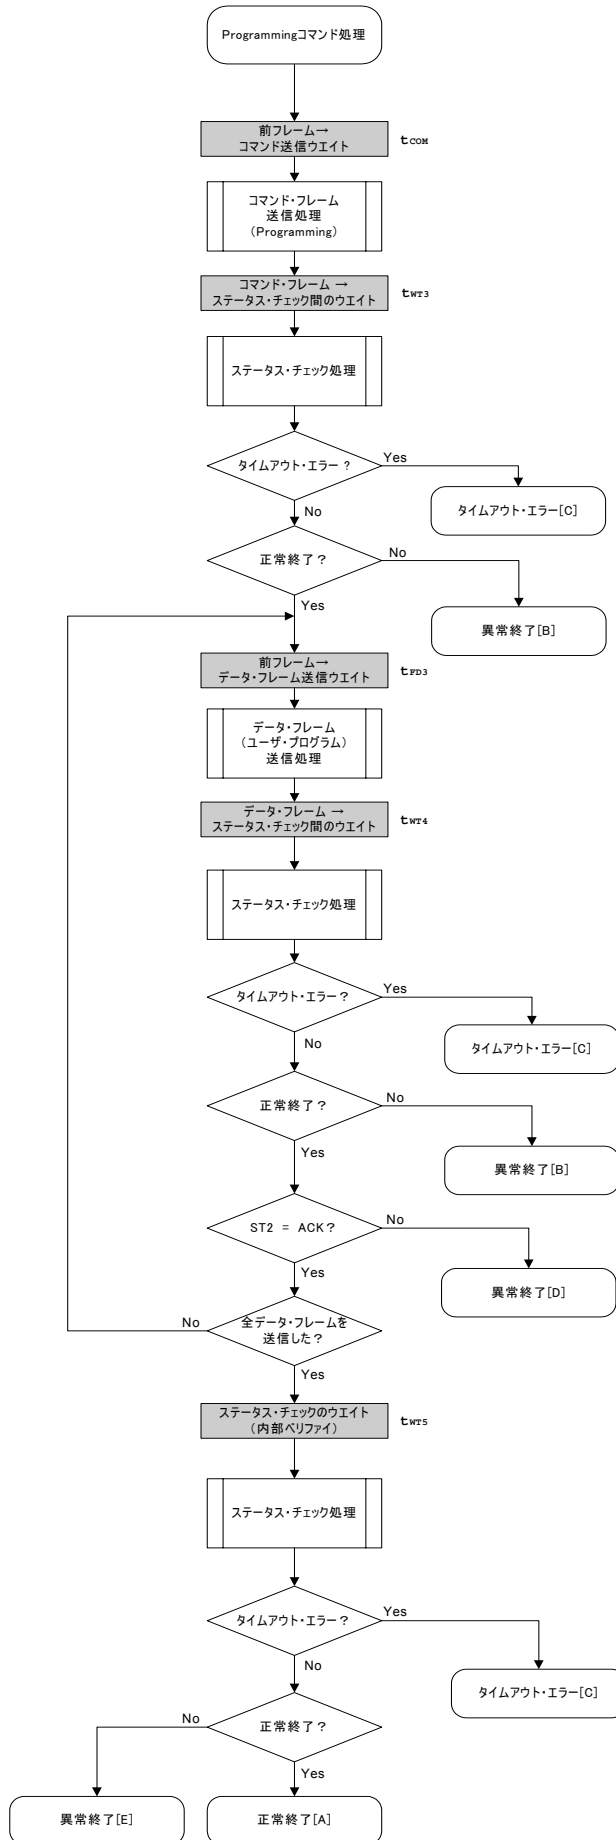 Programmingコマンド処理
前フレーム→
コマンド送信ウエイト
tCOM
コマンド・フレーム
送信処理
(Programming)
コマンド・フレーム →
ステータス・チェック間のウエイト
tWT3
ステータス・チェック処理
タイムアウト・エラー ?
Yes
タイムアウト・エラー[C]
No
正常終了?
No
異常終了[B]
Yes
前フレーム→
データ・フレーム送信ウエイト
tFD3
データ・フレーム
(ユーザ・プログラム)
送信処理
データ・フレーム →
ステータス・チェック間のウエイト
tWT4
ステータス・チェック処理
タイムアウト・エラー?
Yes
タイムアウト・エラー[C]
No
正常終了?
No
異常終了[B]
Yes
ST2 = ACK?
No
異常終了[D]
Yes
全データ・フレームを
送信した?
No
Yes
ステータス・チェックのウエイト
(内部ベリファイ)
tWT5
ステータス・チェック処理
タイムアウト・エラー?
Yes
タイムアウト・エラー[C]
No
正常終了?
No
Yes
異常終了[E]
正常終了[A]